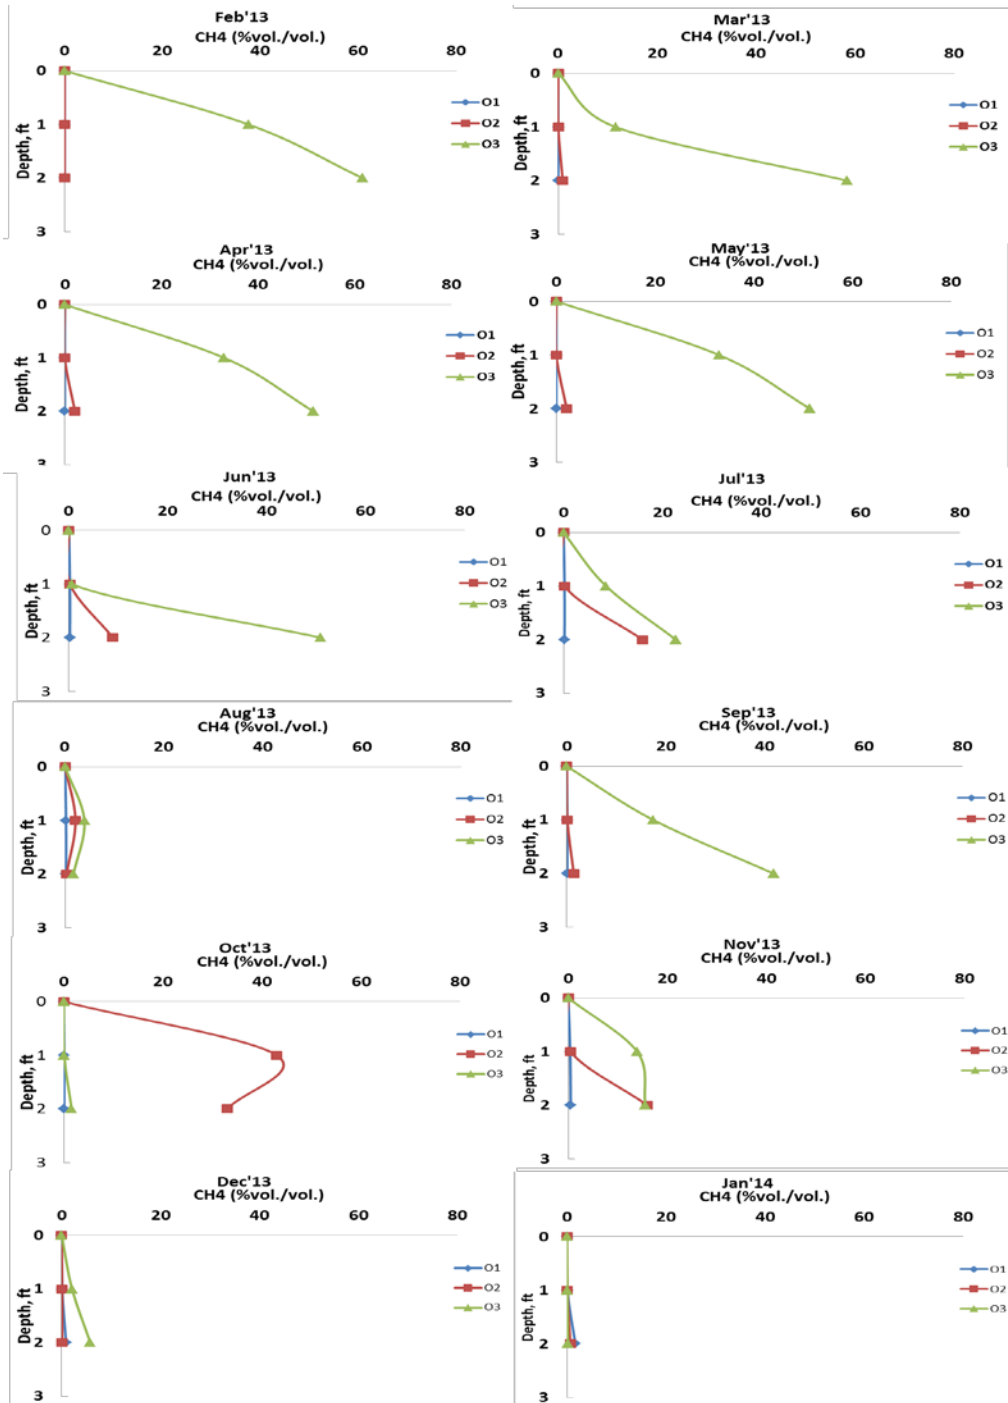 Feb'13
CH4 (%vol./vol.)
0 20 40 60 80
0
1
2
3
Depth, ft
O1
O2
O3
Mar'13
CH4 (%vol./vol.)
0 20 40 60 80
0
1
2
3
Depth, ft
O1
O2
O3
Apr'13
CH4 (%vol./vol.)
0 20 40 60 80
0
1
2
3
Depth, ft
O1
O2
O3
May'13
CH4 (%vol./vol.)
0 20 40 60 80
0
1
2
3
Depth, ft
O1
O2
O3
Jun'13
CH4 (%vol./vol.)
0 20 40 60 80
0
1
2
3
Depth, ft
O1
O2
O3
Jul'13
CH4 (%vol./vol.)
0 20 40 60 80
0
1
2
3
Depth, ft
O1
O2
O3
Aug'13
CH4 (%vol./vol.)
0 20 40 60 80
0
1
2
3
Depth, ft
O1
O2
O3
Sep'13
CH4 (%vol./vol.)
0 20 40 60 80
0
1
2
3
Depth, ft
O1
O2
O3
Oct'13
CH4 (%vol./vol.)
0 20 40 60 80
0
1
2
3
Depth, ft
O1
O2
O3
Nov'13
CH4 (%vol./vol.)
0 20 40 60 80
0
1
2
3
Depth, ft
O1
O2
O3
Dec'13
CH4 (%vol./vol.)
0 20 40 60 80
0
1
2
3
Depth, ft
O1
O2
O3
Jan'14
CH4 (%vol./vol.)
0 20 40 60 80
0
1
2
3
Depth, ft
O1
O2
O3